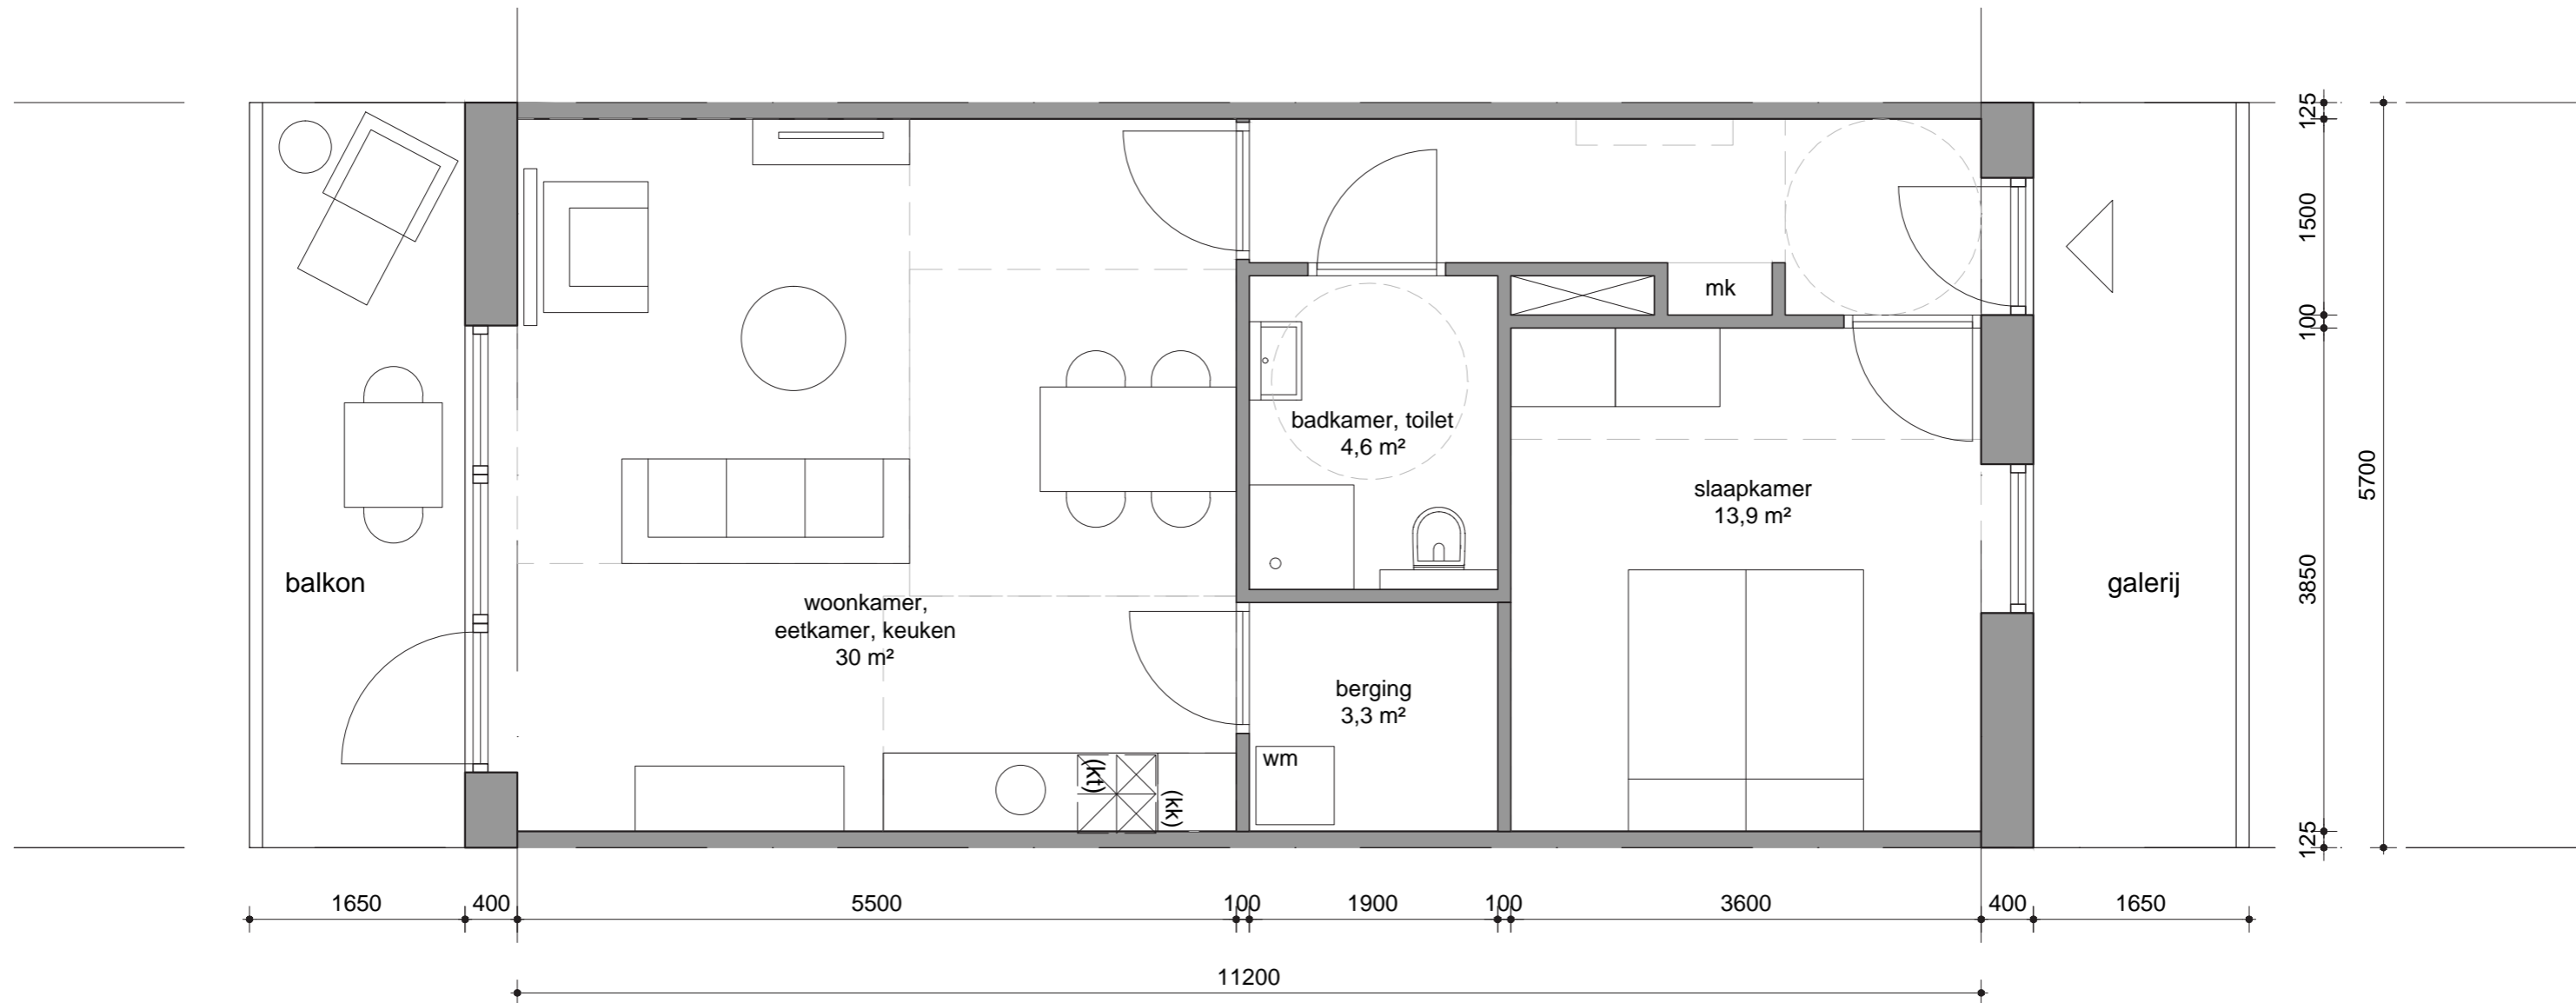 mk
badkamer, toilet
4,6 m²
slaapkamer
13,9 m²
balkon
woonkamer,
eetkamer, keuken
30 m²
galerij
berging
3,3 m²
wm
(kt)
(kk)
125
1500
100
3850
125
5700
1650 400 5500 100 1900 100 3600 400 1650
11200